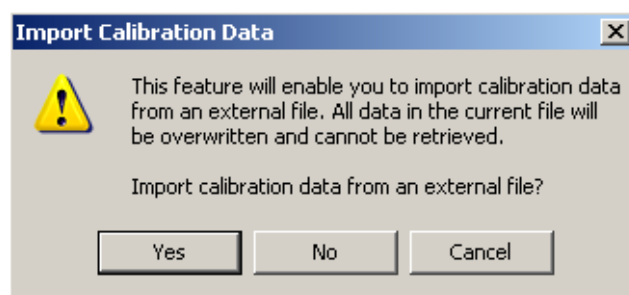 Import Calibration Data
This feature will enable you to import calibration data
from an external file. All data in the current file will
be overwritten and cannot be retrieved.
Import calibration data from an external file?
Yes No Cancel